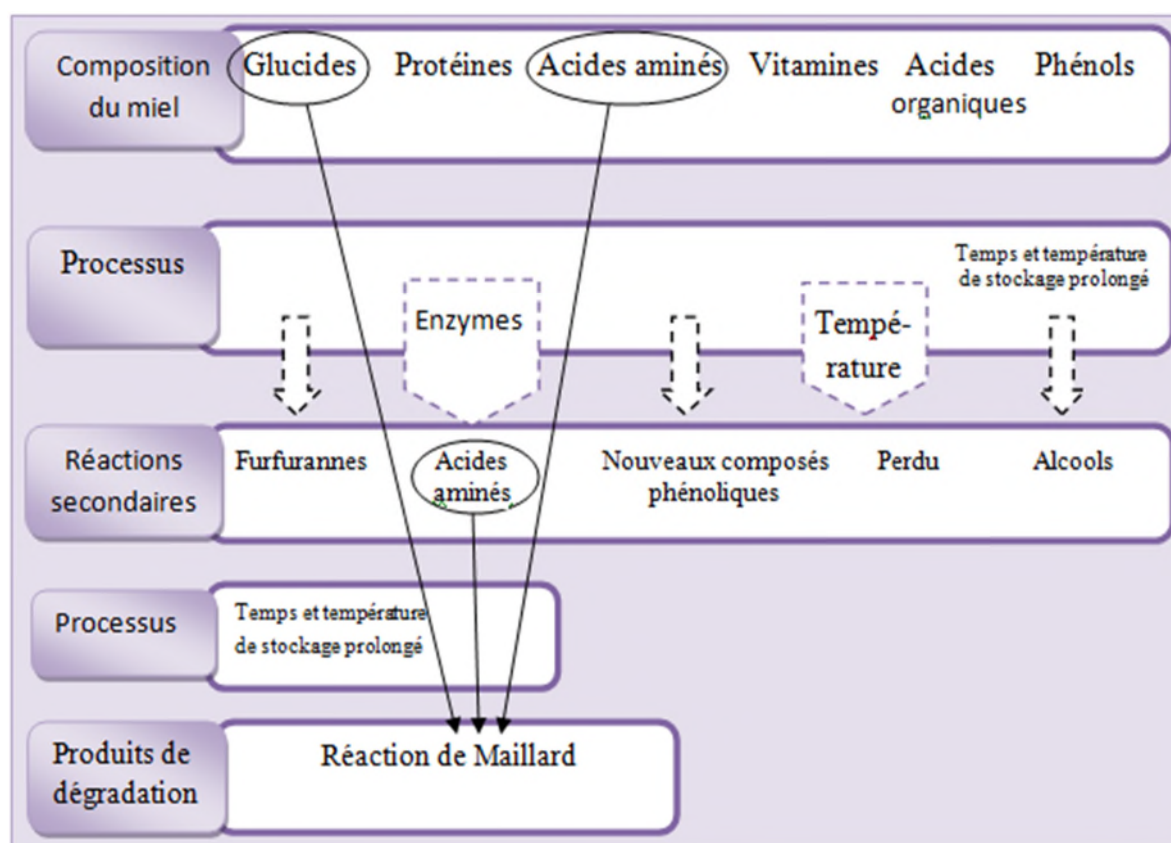 Composition
du miel
Glucides Protéines Acides aminés Vitamines Acides
organiques
Phénols
Processus
Temps et température
de stockage prolongé
Enzymes
Tempé-
rature
Réactions
secondaires
Furfurannes
Acides
aminés
Nouveaux composés
phénoliques
Perdu
Alcools
Processus
Temps et température
de stockage prolongé
Produits de
dégradation
Réaction de Maillard